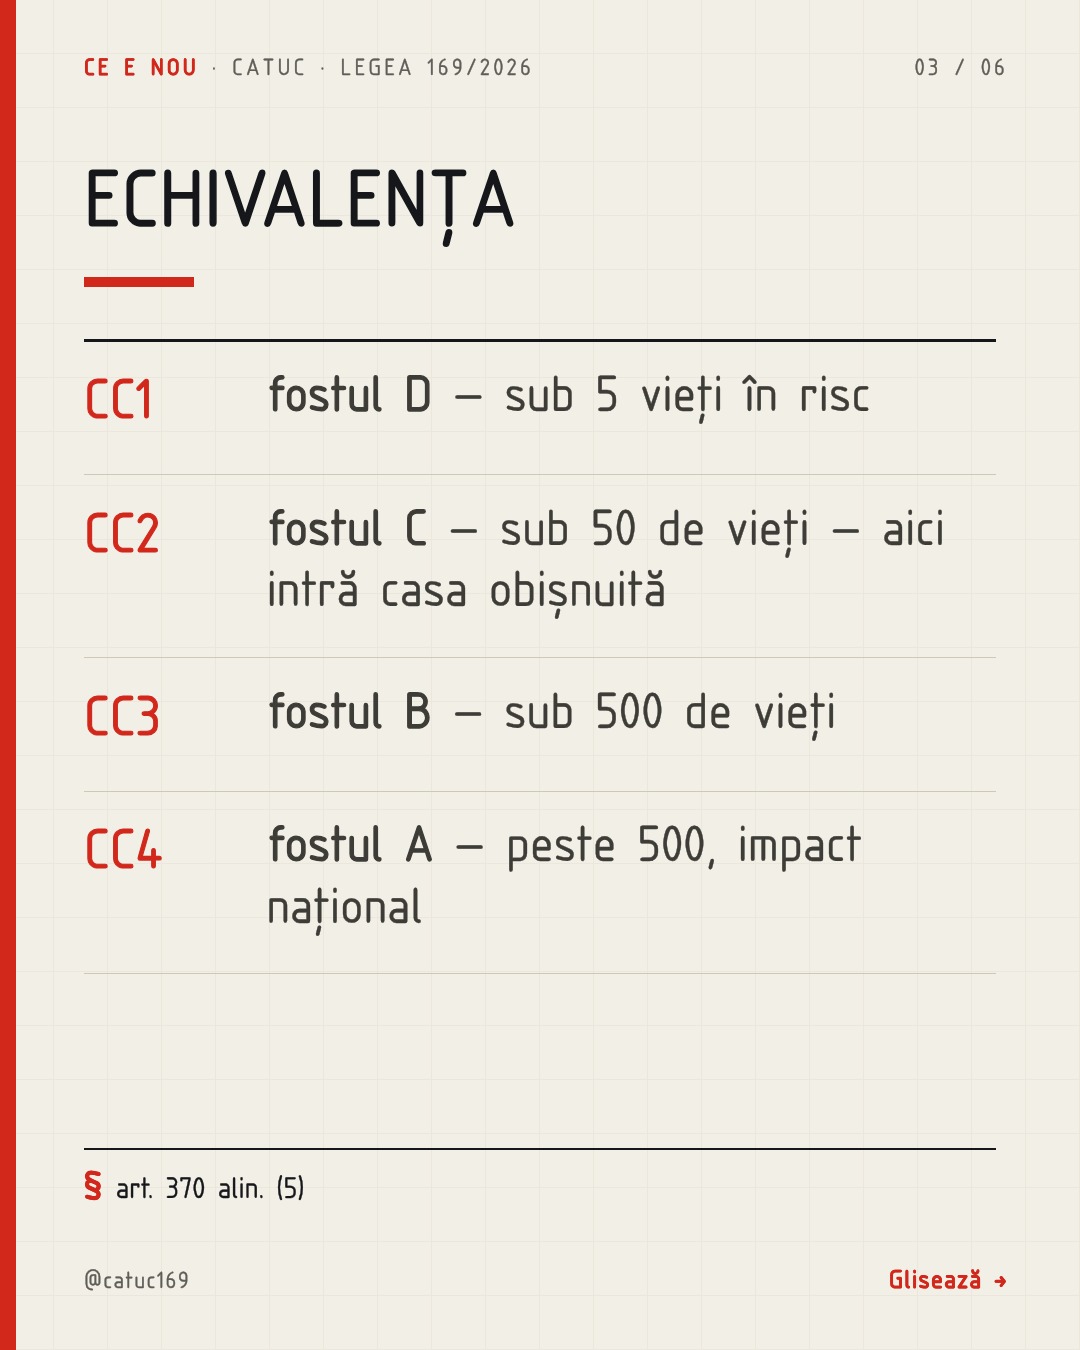 CE E NOU · CATUC · LEGEA 169/2026
03 / 06
ECHIVALENȚA
CC1
fostul D – sub 5 vieți în risc
CC2
fostul C – sub 50 de vieți – aici
intră casa obișnuită
CC3
fostul B – sub 500 de vieți
CC4
fostul A – peste 500, impact
național
§ art. 370 alin. (5)
@catuc169
Glisează →